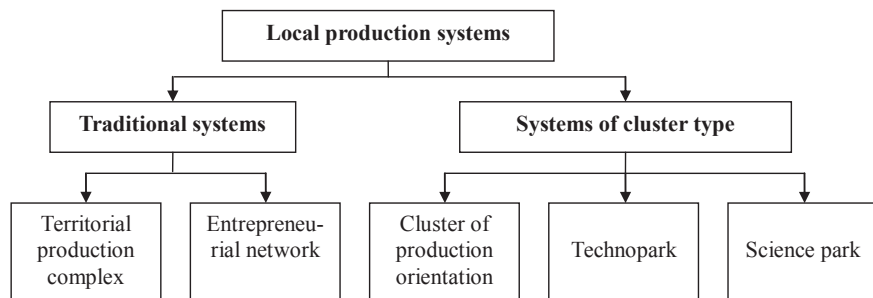 Local production systems
Traditional systems
Systems of cluster type
Territorial
production
complex
Entrepreneu-
rial network
Cluster of
production
orientation
Technopark
Science park